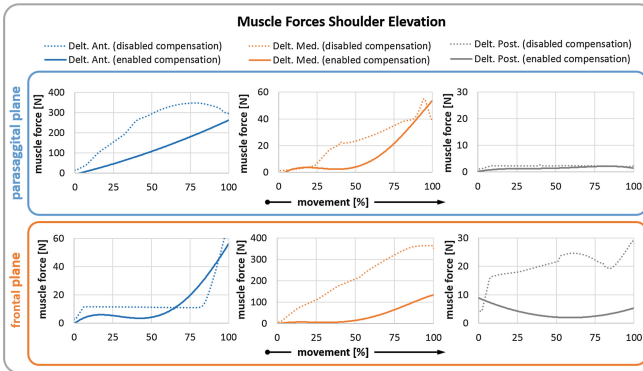 Muscle Forces Shoulder Elevation
Delt. Ant. (disabled compensation) Delt. Med. (disabled compensation) Delt. Post. (disabled compensation)
Delt. Ant. (enabled compensation) Delt. Med. (enabled compensation) Delt. Post. (enabled compensation)
parasaggital plane
muscle force [N]
400
300
200
100
0
0 25 50 75 100
muscle force [N]
60
40
20
0
0 25 50 75 100
muscle force [N]
30
20
10
0
0 25 50 75 100
movement [%]
frontal plane
muscle force [N]
60
40
20
0
0 25 50 75 100
muscle force [N]
400
300
200
100
0
0 25 50 75 100
muscle force [N]
30
20
10
0
0 25 50 75 100
movement [%]